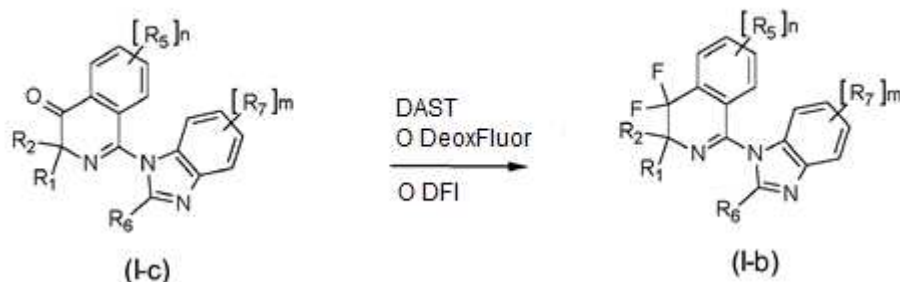 [R5]n
O
R2
R1
N
N
N
R6
[R7]m
(I-c)
DAST
O DeoxFluor
O DFI
[R5]n
F
F
R2
R1
N
N
N
R6
[R7]m
(I-b)